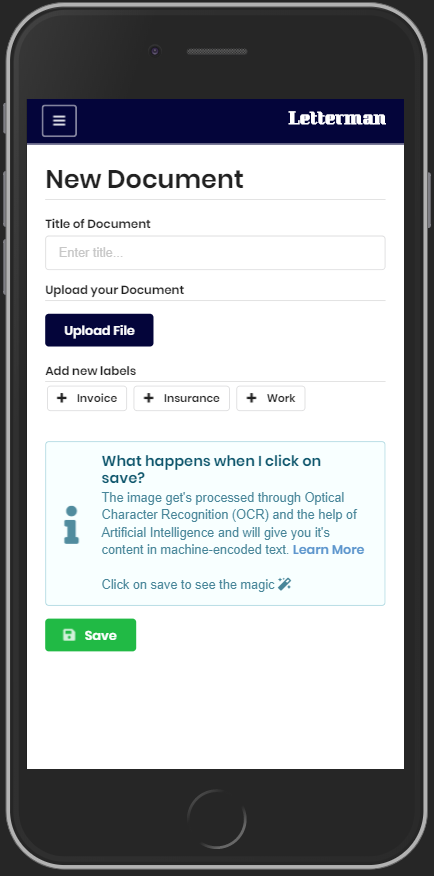 Letterman
New Document
Title of Document
Enter title...
Upload your Document
Upload File
Add new labels
Invoice Insurance Work
What happens when I click on
save?
The image get's processed through Optical
Character Recognition (OCR) and the help of
Artificial Intelligence and will give you it's
content in machine-encoded text. Learn More
Click on save to see the magic
Save